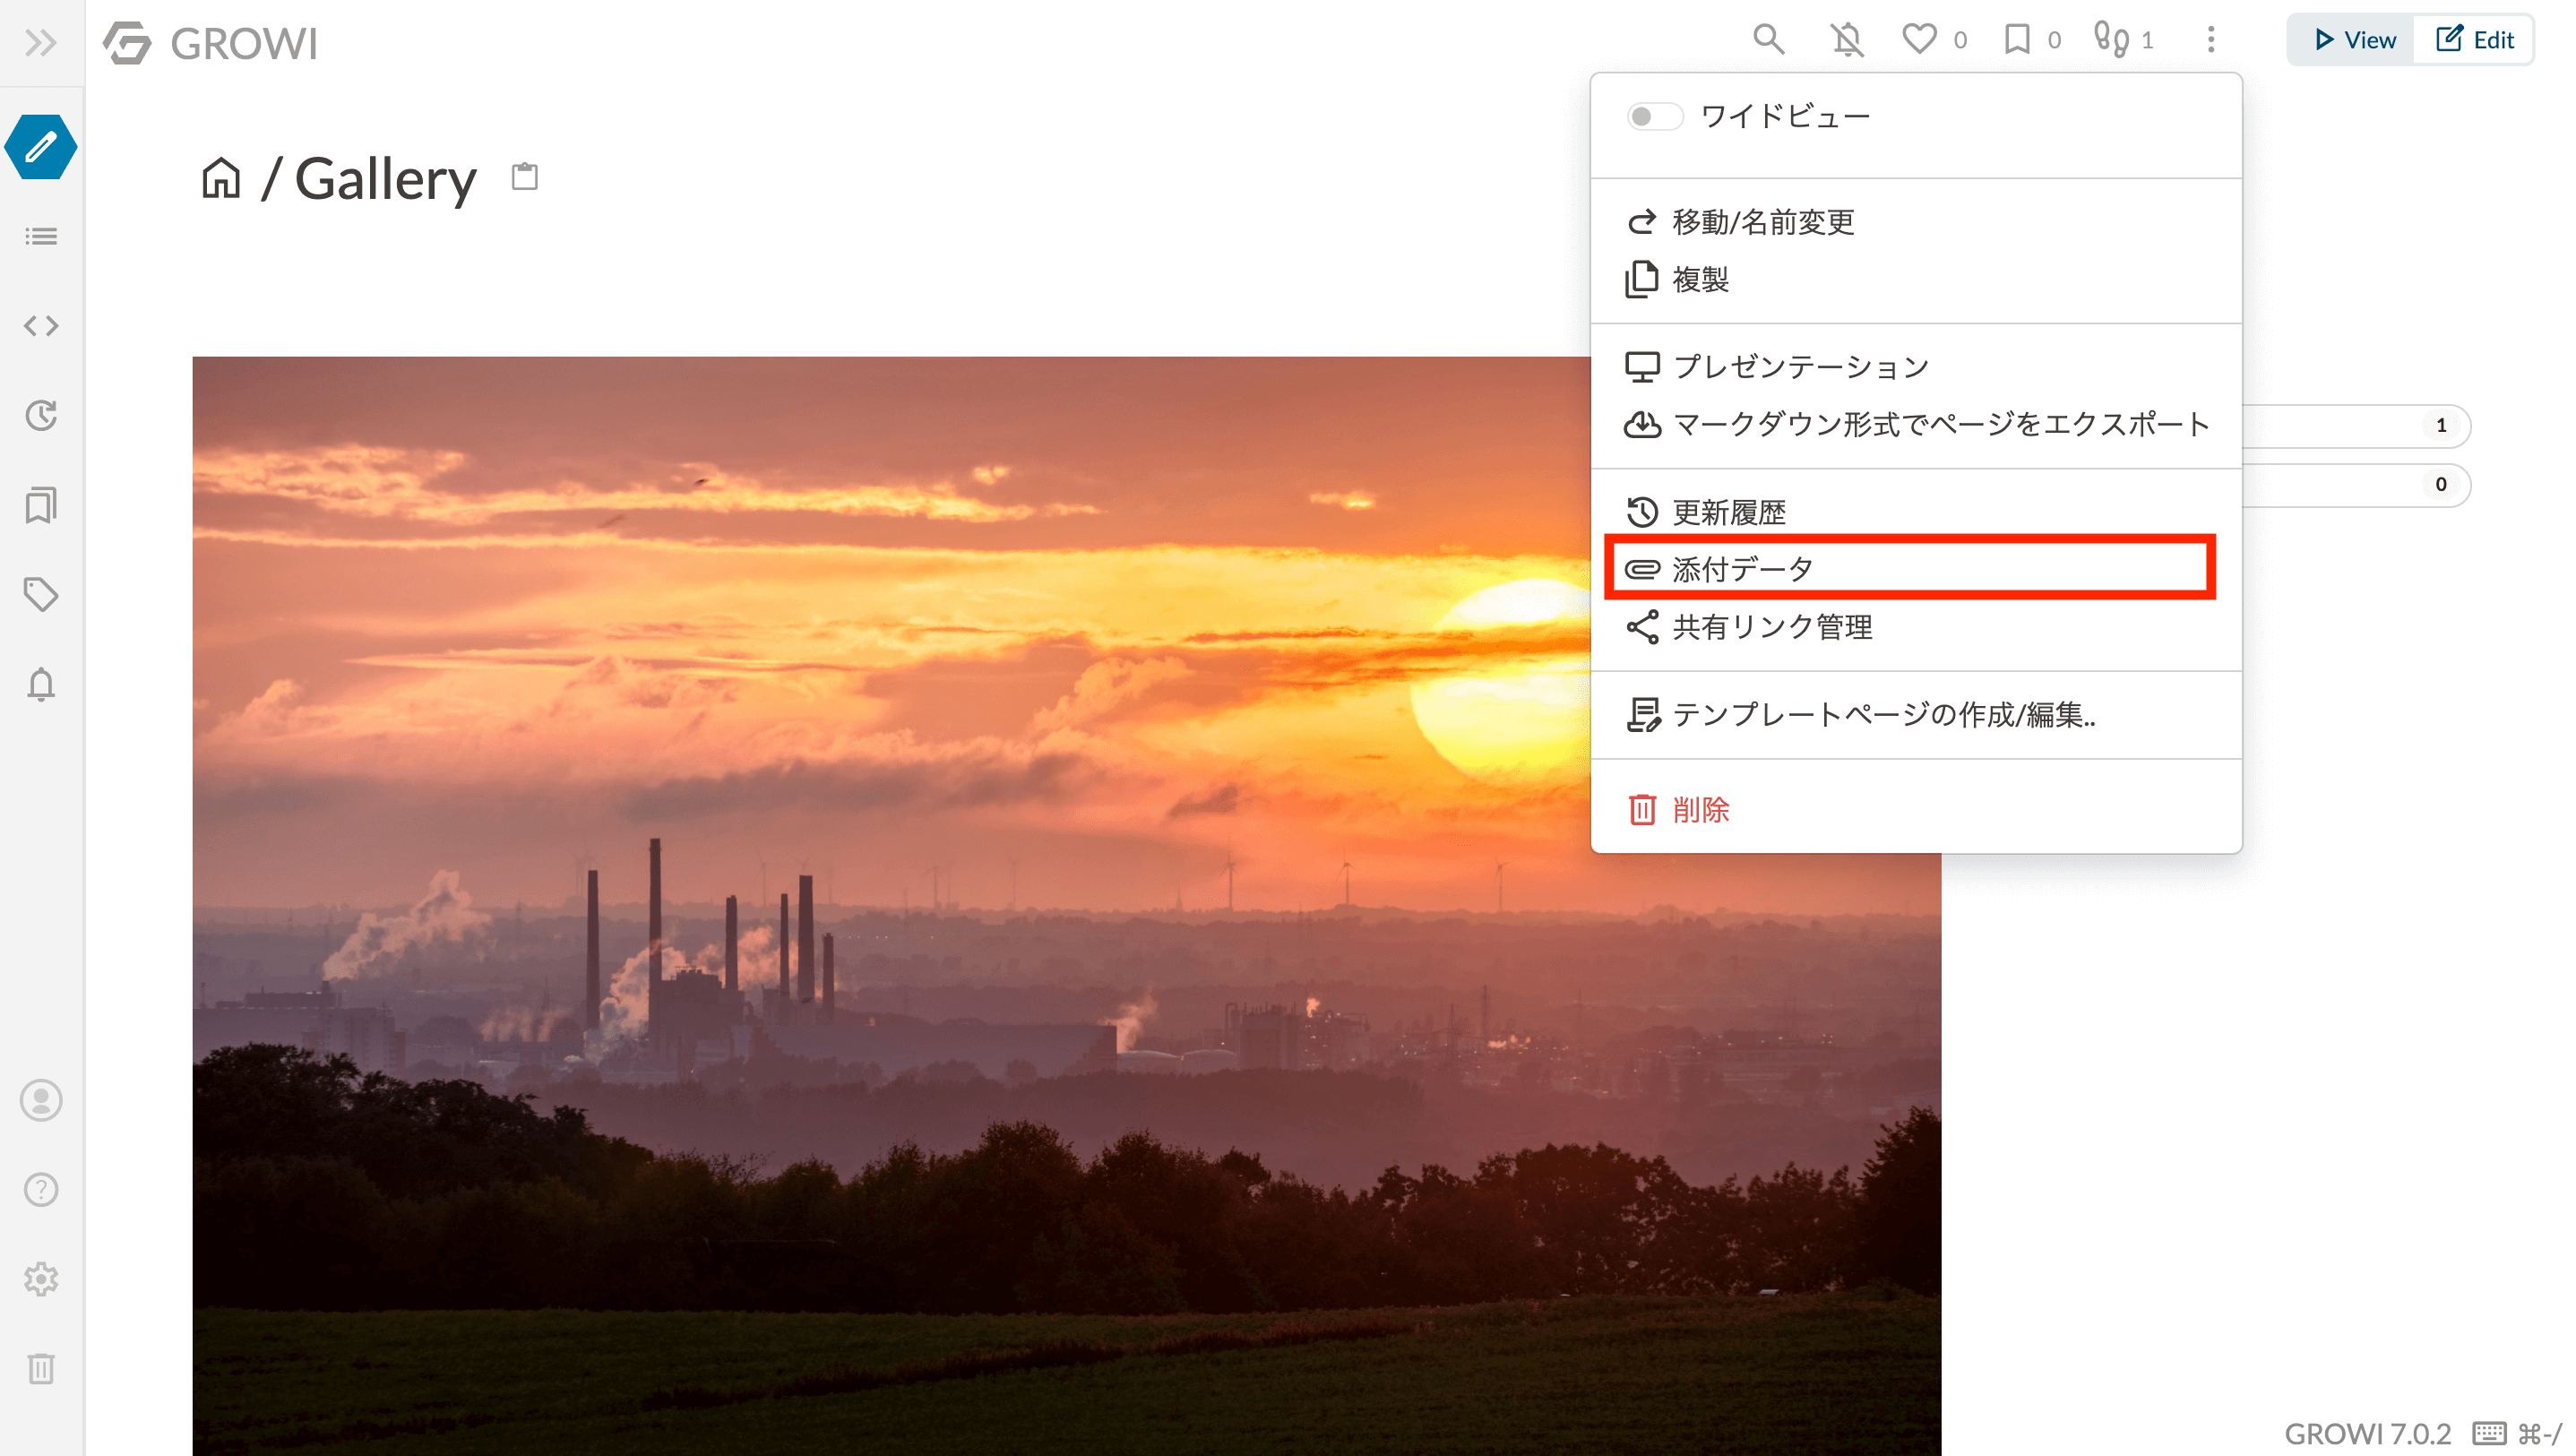 GROWI
0
0
1
View
Edit
ワイドビュー
/ Gallery
移動/名前変更
複製
プレゼンテーション
マークダウン形式でページをエクスポート
1
0
更新履歴
添付データ
共有リンク管理
テンプレートページの作成/編集..
削除
GROWI 7.0.2
⌘-/